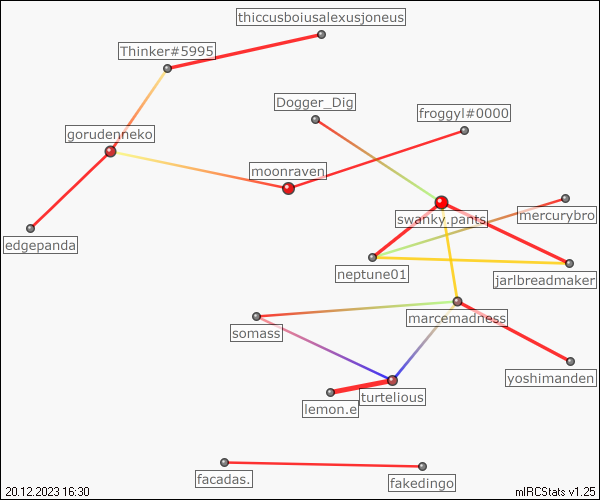 thiccusboiusalexusjoneus
Thinker#5995
Dogger_Dig
froggyl#0000
gorudenneko
moonraven
swanky.pants
mercurybro
edgepanda
neptune01
jarlbreadmaker
marcemadness
somass
yoshimanden
turtelious
lemon.e
facadas.
fakedingo
20.12.2023 16:30
mIRCStats v1.25